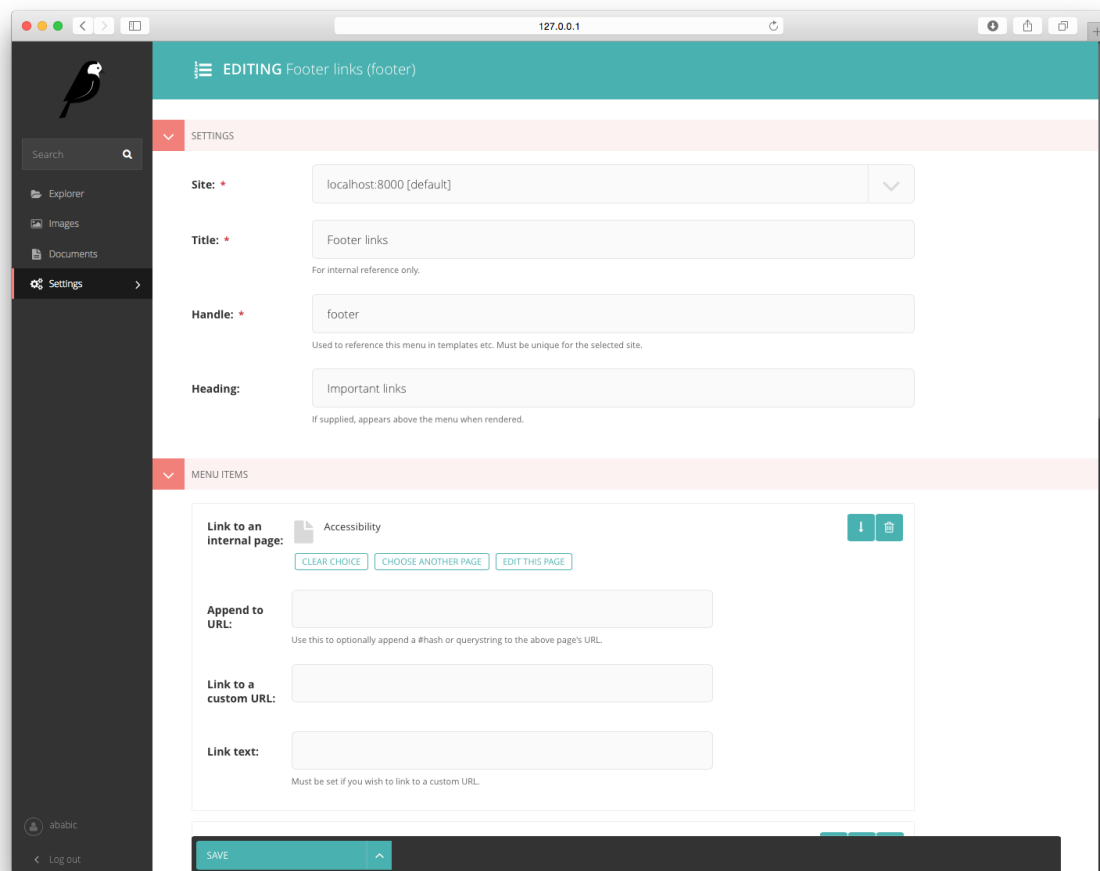 127.0.0.1
EDITING Footer links (footer)
Search
Explorer
Images
Documents
Settings
ababic
Log out
SETTINGS
Site: *
localhost:8000 [default]
Title: *
Footer links
For internal reference only.
Handle: *
footer
Used to reference this menu in templates etc. Must be unique for the selected site.
Heading:
Important links
If supplied, appears above the menu when rendered.
MENU ITEMS
Link to an
internal page:
Accessibility
CLEAR CHOICE
CHOOSE ANOTHER PAGE
EDIT THIS PAGE
Append to
URL:
Use this to optionally append a #hash or querystring to the above page's URL.
Link to a
custom URL:
Link text:
Must be set if you wish to link to a custom URL.
SAVE